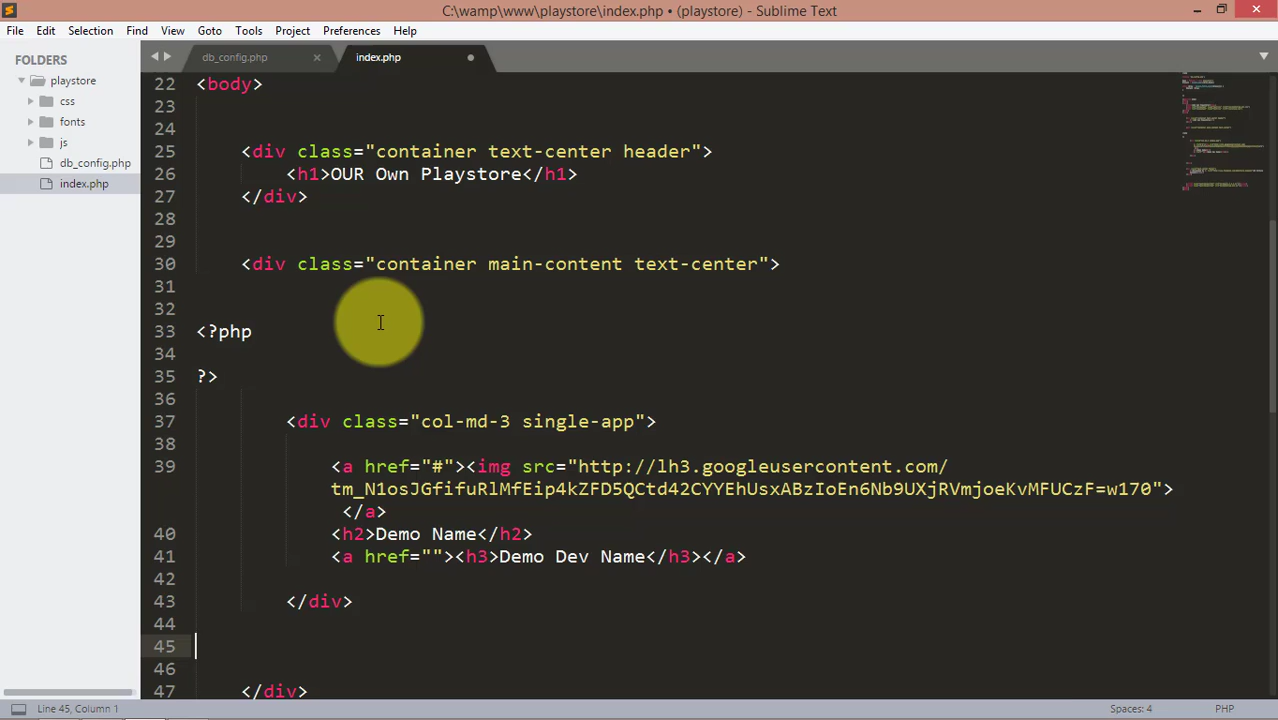 C:\wamp\www\playstore\index.php • (playstore) - Sublime Text
File Edit Selection Find View Goto Tools Project Preferences Help
FOLDERS
playstore
css
fonts
js
db_config.php
index.php
db_config.php × index.php
22 <body>
23
24
25 <div class="container text-center header">
26 <h1>OUR Own Playstore</h1>
27 </div>
28
29
30 <div class="container main-content text-center">
31
32
33 <?php
34
35 ?>
36
37 <div class="col-md-3 single-app">
38
39 <a href="#"><img src="http://lh3.googleusercontent.com/
tm_N1osJGfifuRlMfEip4kZFD5QCtd42CYYEhUsxABzIoEn6Nb9UXjRVmjoeKvMFUCzF=w170">
</a>
40 <h2>Demo Name</h2>
41 <a href=""><h3>Demo Dev Name</h3></a>
42
43 </div>
44
45
46
47 </div>
Line 45, Column 1
Spaces: 4
PHP